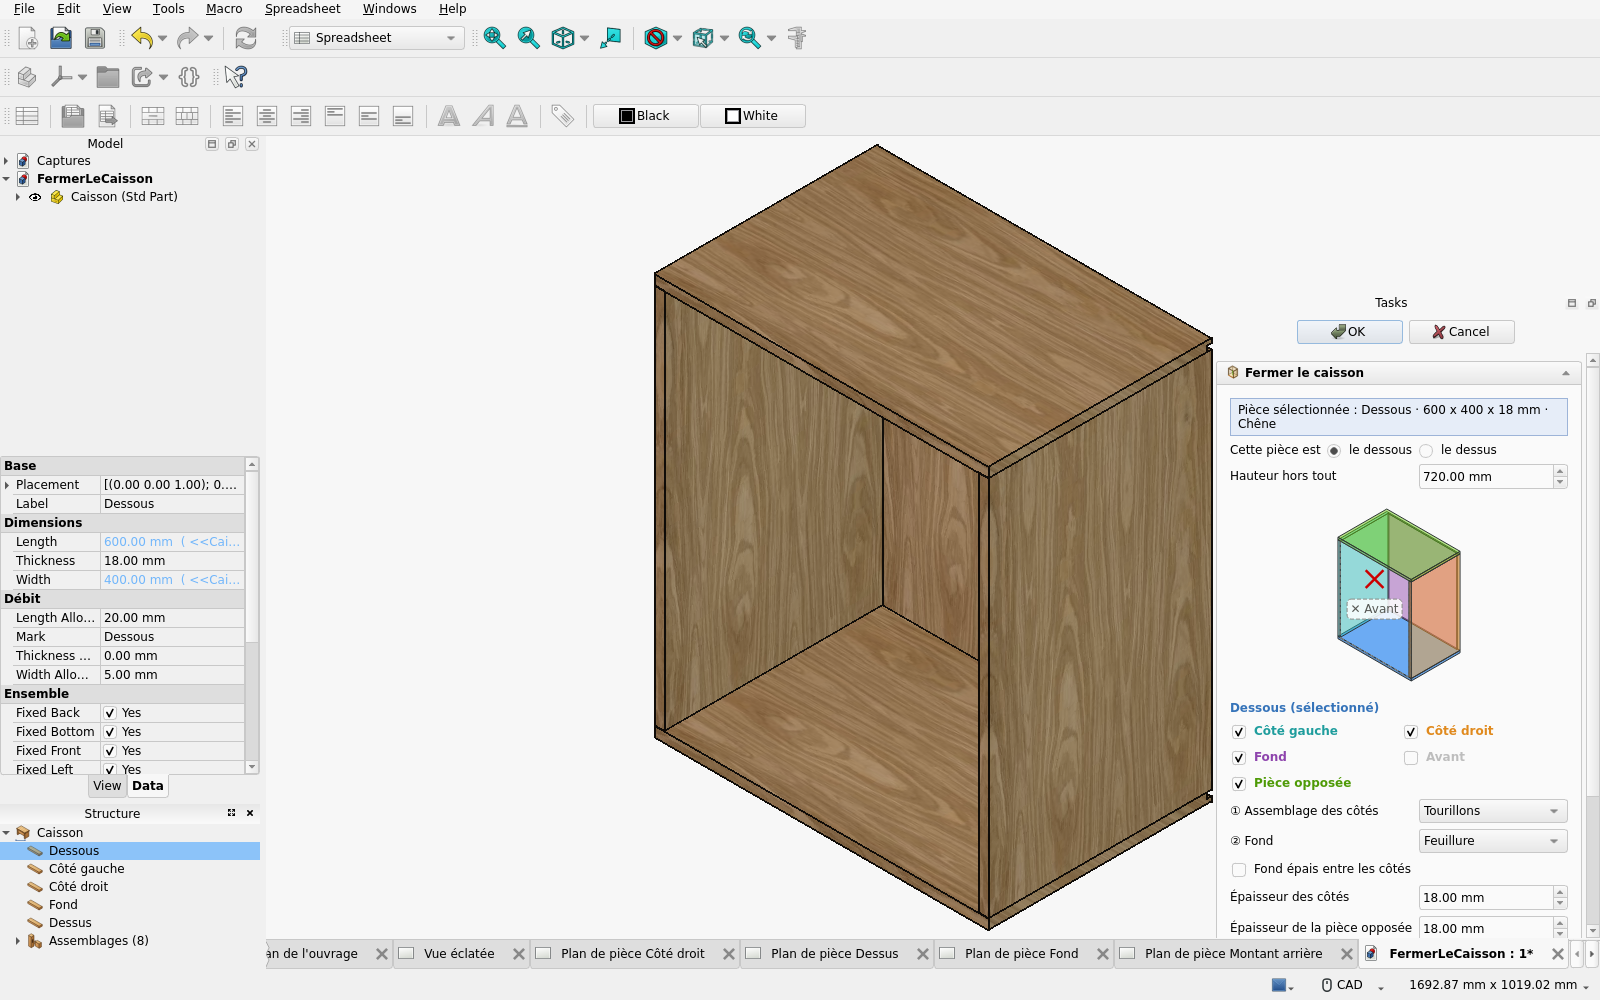 File Edit View Tools Macro Spreadsheet Windows Help
Spreadsheet
Black White
Model
Captures
FermerLeCaisson
Caisson (Std Part)
Base
Placement [(0.00 0.00 1.00); 0....
Label Dessous
Dimensions
Length 600.00 mm ( <<Cai...
Thickness 18.00 mm
Width 400.00 mm ( <<Cai...
Débit
Length Allo... 20.00 mm
Mark Dessous
Thickness ... 0.00 mm
Width Allo... 5.00 mm
Ensemble
Fixed Back Yes
Fixed Bottom Yes
Fixed Front Yes
Fixed Left Yes
View Data
Structure
Caisson
Dessous
Côté gauche
Côté droit
Fond
Dessus
Assemblages (8)
Tasks
OK Cancel
Fermer le caisson
Pièce sélectionnée : Dessous · 600 x 400 x 18 mm ·
Chêne
Cette pièce est le dessous le dessus
Hauteur hors tout 720.00 mm
× Avant
Dessous (sélectionné)
Côté gauche Côté droit
Fond Avant
Pièce opposée
① Assemblage des côtés Tourillons
② Fond Feuillure
Fond épais entre les côtés
Épaisseur des côtés 18.00 mm
Épaisseur de la pièce opposée 18.00 mm
an de l'ouvrage Vue éclatée Plan de pièce Côté droit Plan de pièce Dessus Plan de pièce Fond Plan de pièce Montant arrière FermerLeCaisson : 1*
CAD 1692.87 mm x 1019.02 mm